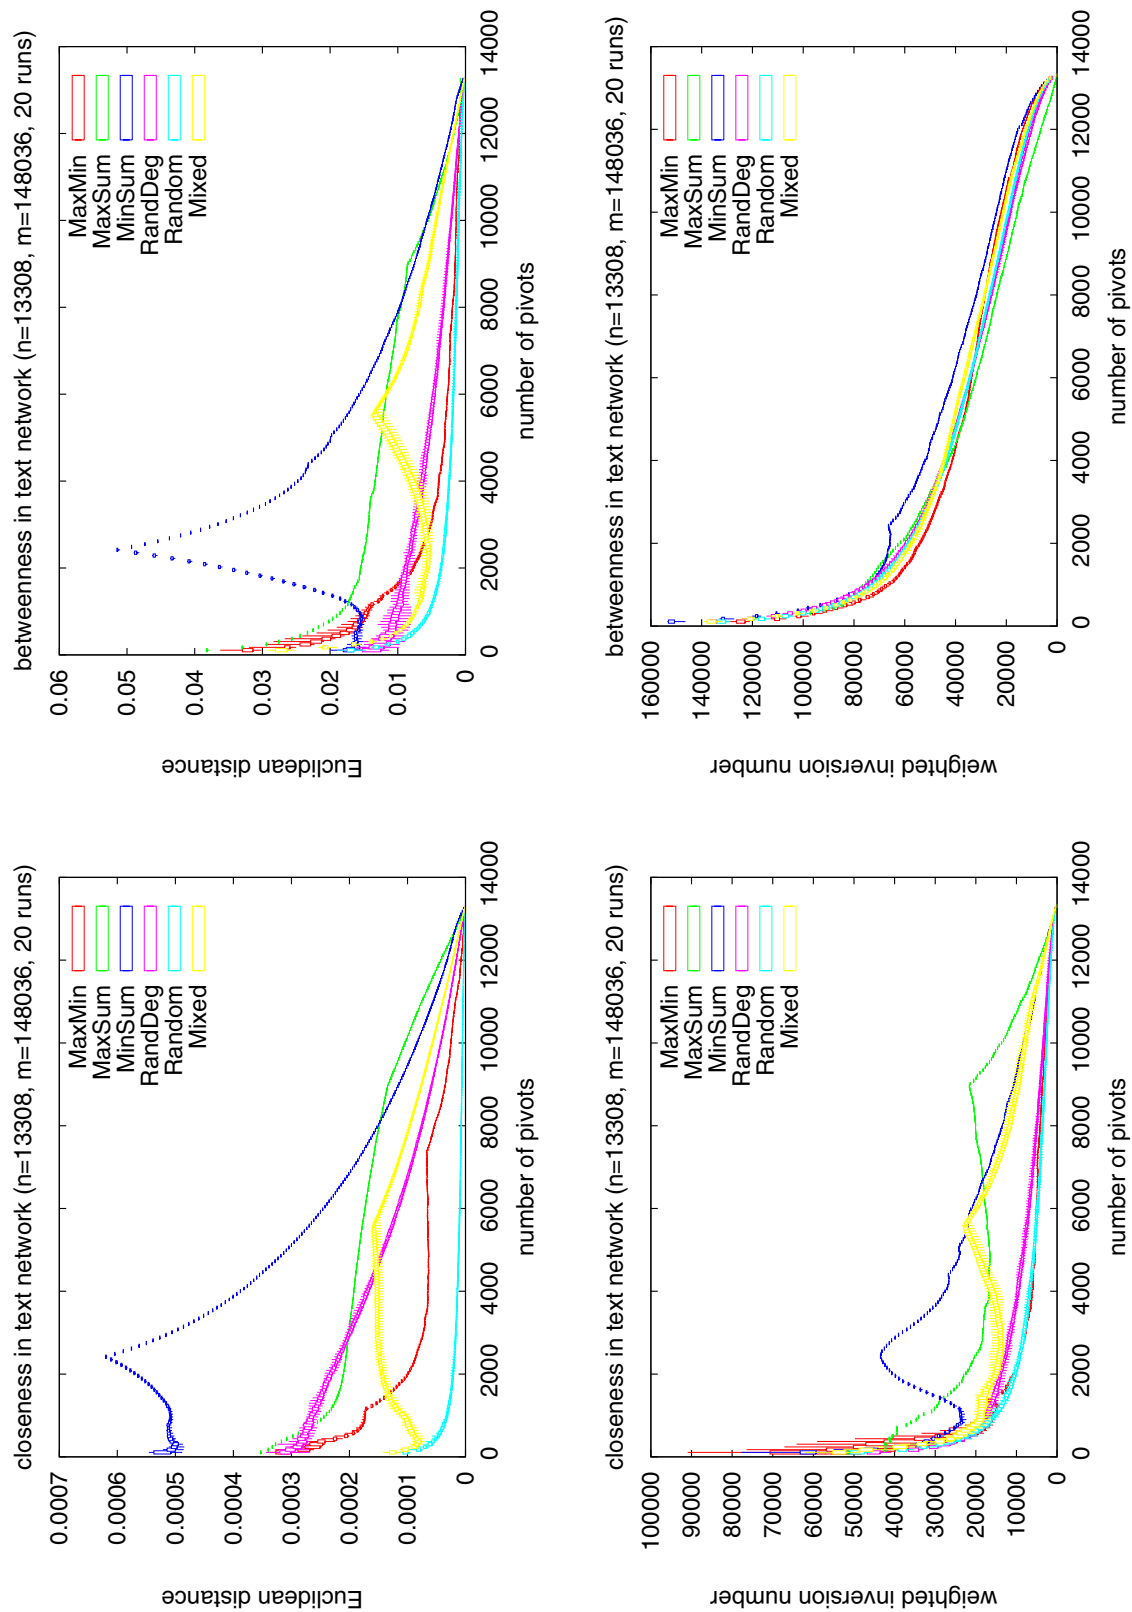 closeness in text network (n=13308, m=148036, 20 runs)
0.0007
0.0006
0.0005
0.0004
0.0003
0.0002
0.0001
0
Euclidean distance
MaxMin
MaxSum
MinSum
RandDeg
Random
Mixed
0 2000 4000 6000 8000 10000 12000 14000
number of pivots
betweenness in text network (n=13308, m=148036, 20 runs)
0.06
0.05
0.04
0.03
0.02
0.01
0
Euclidean distance
MaxMin
MaxSum
MinSum
RandDeg
Random
Mixed
0 2000 4000 6000 8000 10000 12000 14000
number of pivots
closeness in text network (n=13308, m=148036, 20 runs)
100000
90000
80000
70000
60000
50000
40000
30000
20000
10000
0
weighted inversion number
MaxMin
MaxSum
MinSum
RandDeg
Random
Mixed
0 2000 4000 6000 8000 10000 12000 14000
number of pivots
betweenness in text network (n=13308, m=148036, 20 runs)
160000
140000
120000
100000
80000
60000
40000
20000
0
weighted inversion number
MaxMin
MaxSum
MinSum
RandDeg
Random
Mixed
0 2000 4000 6000 8000 10000 12000 14000
number of pivots